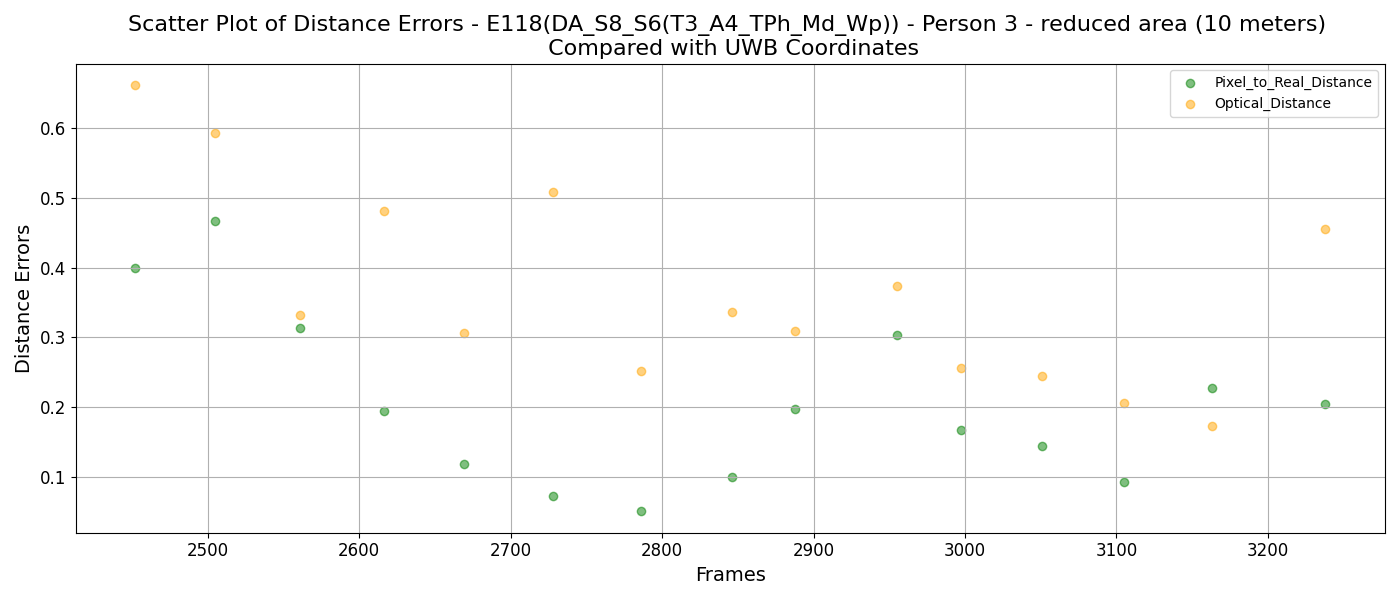 Scatter Plot of Distance Errors - E118(DA_S8_S6(T3_A4_TPh_Md_Wp)) - Person 3 - reduced area (10 meters)
Compared with UWB Coordinates
Pixel_to_Real_Distance
Optical_Distance
Distance Errors
0.6
0.5
0.4
0.3
0.2
0.1
2500 2600 2700 2800 2900 3000 3100 3200
Frames